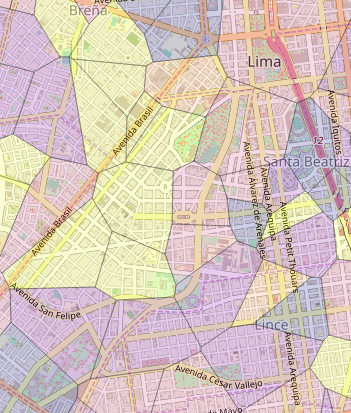 Breña
Lima
Avenida Brasil
12
Avenida Iquitos
Santa Beatriz
Avenida Brasil
Avenida Álvarez de Arenales
Avenida Arequipa
Avenida Petit Thouars
Avenida San Felipe
Lince
Avenida Arequipa
Avenida César Vallejo